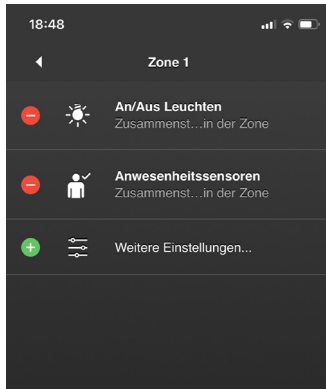 18:48
Zone 1
An/Aus Leuchten
Zusammenst...in der Zone
Anwesenheitssensoren
Zusammenst...in der Zone
Weitere Einstellungen...